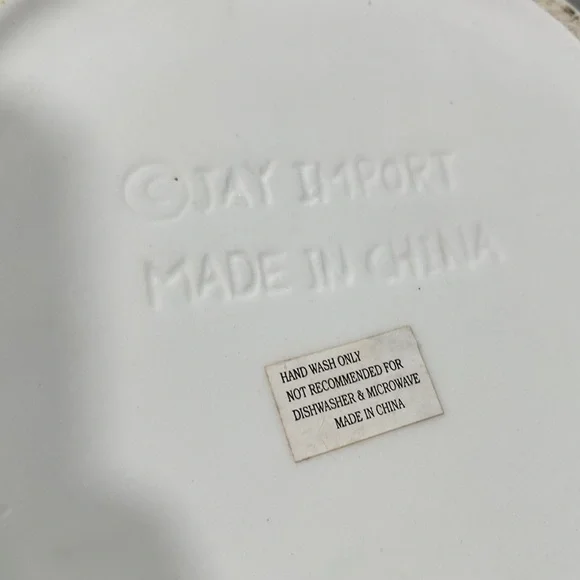 © JAY IMPORT
MADE IN CHINA
HAND WASH ONLY
NOT RECOMMENDED FOR
DISHWASHER & MICROWAVE
MADE IN CHINA